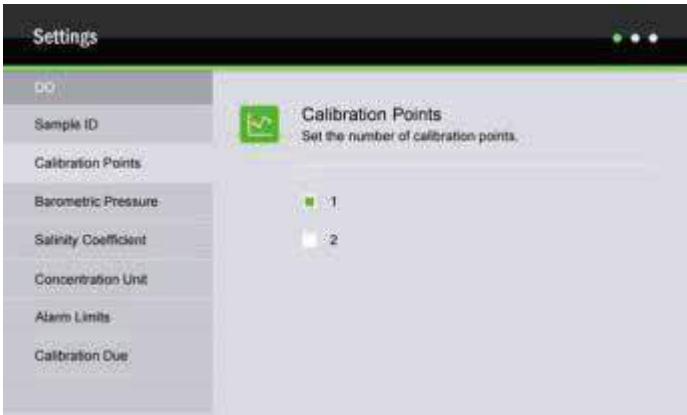 Settings
DO
Sample ID
Calibration Points
Barometric Pressure
Salinity Coefficient
Concentration Unit
Alarm Limits
Calibration Due
Calibration Points
Set the number of calibration points.
1
2